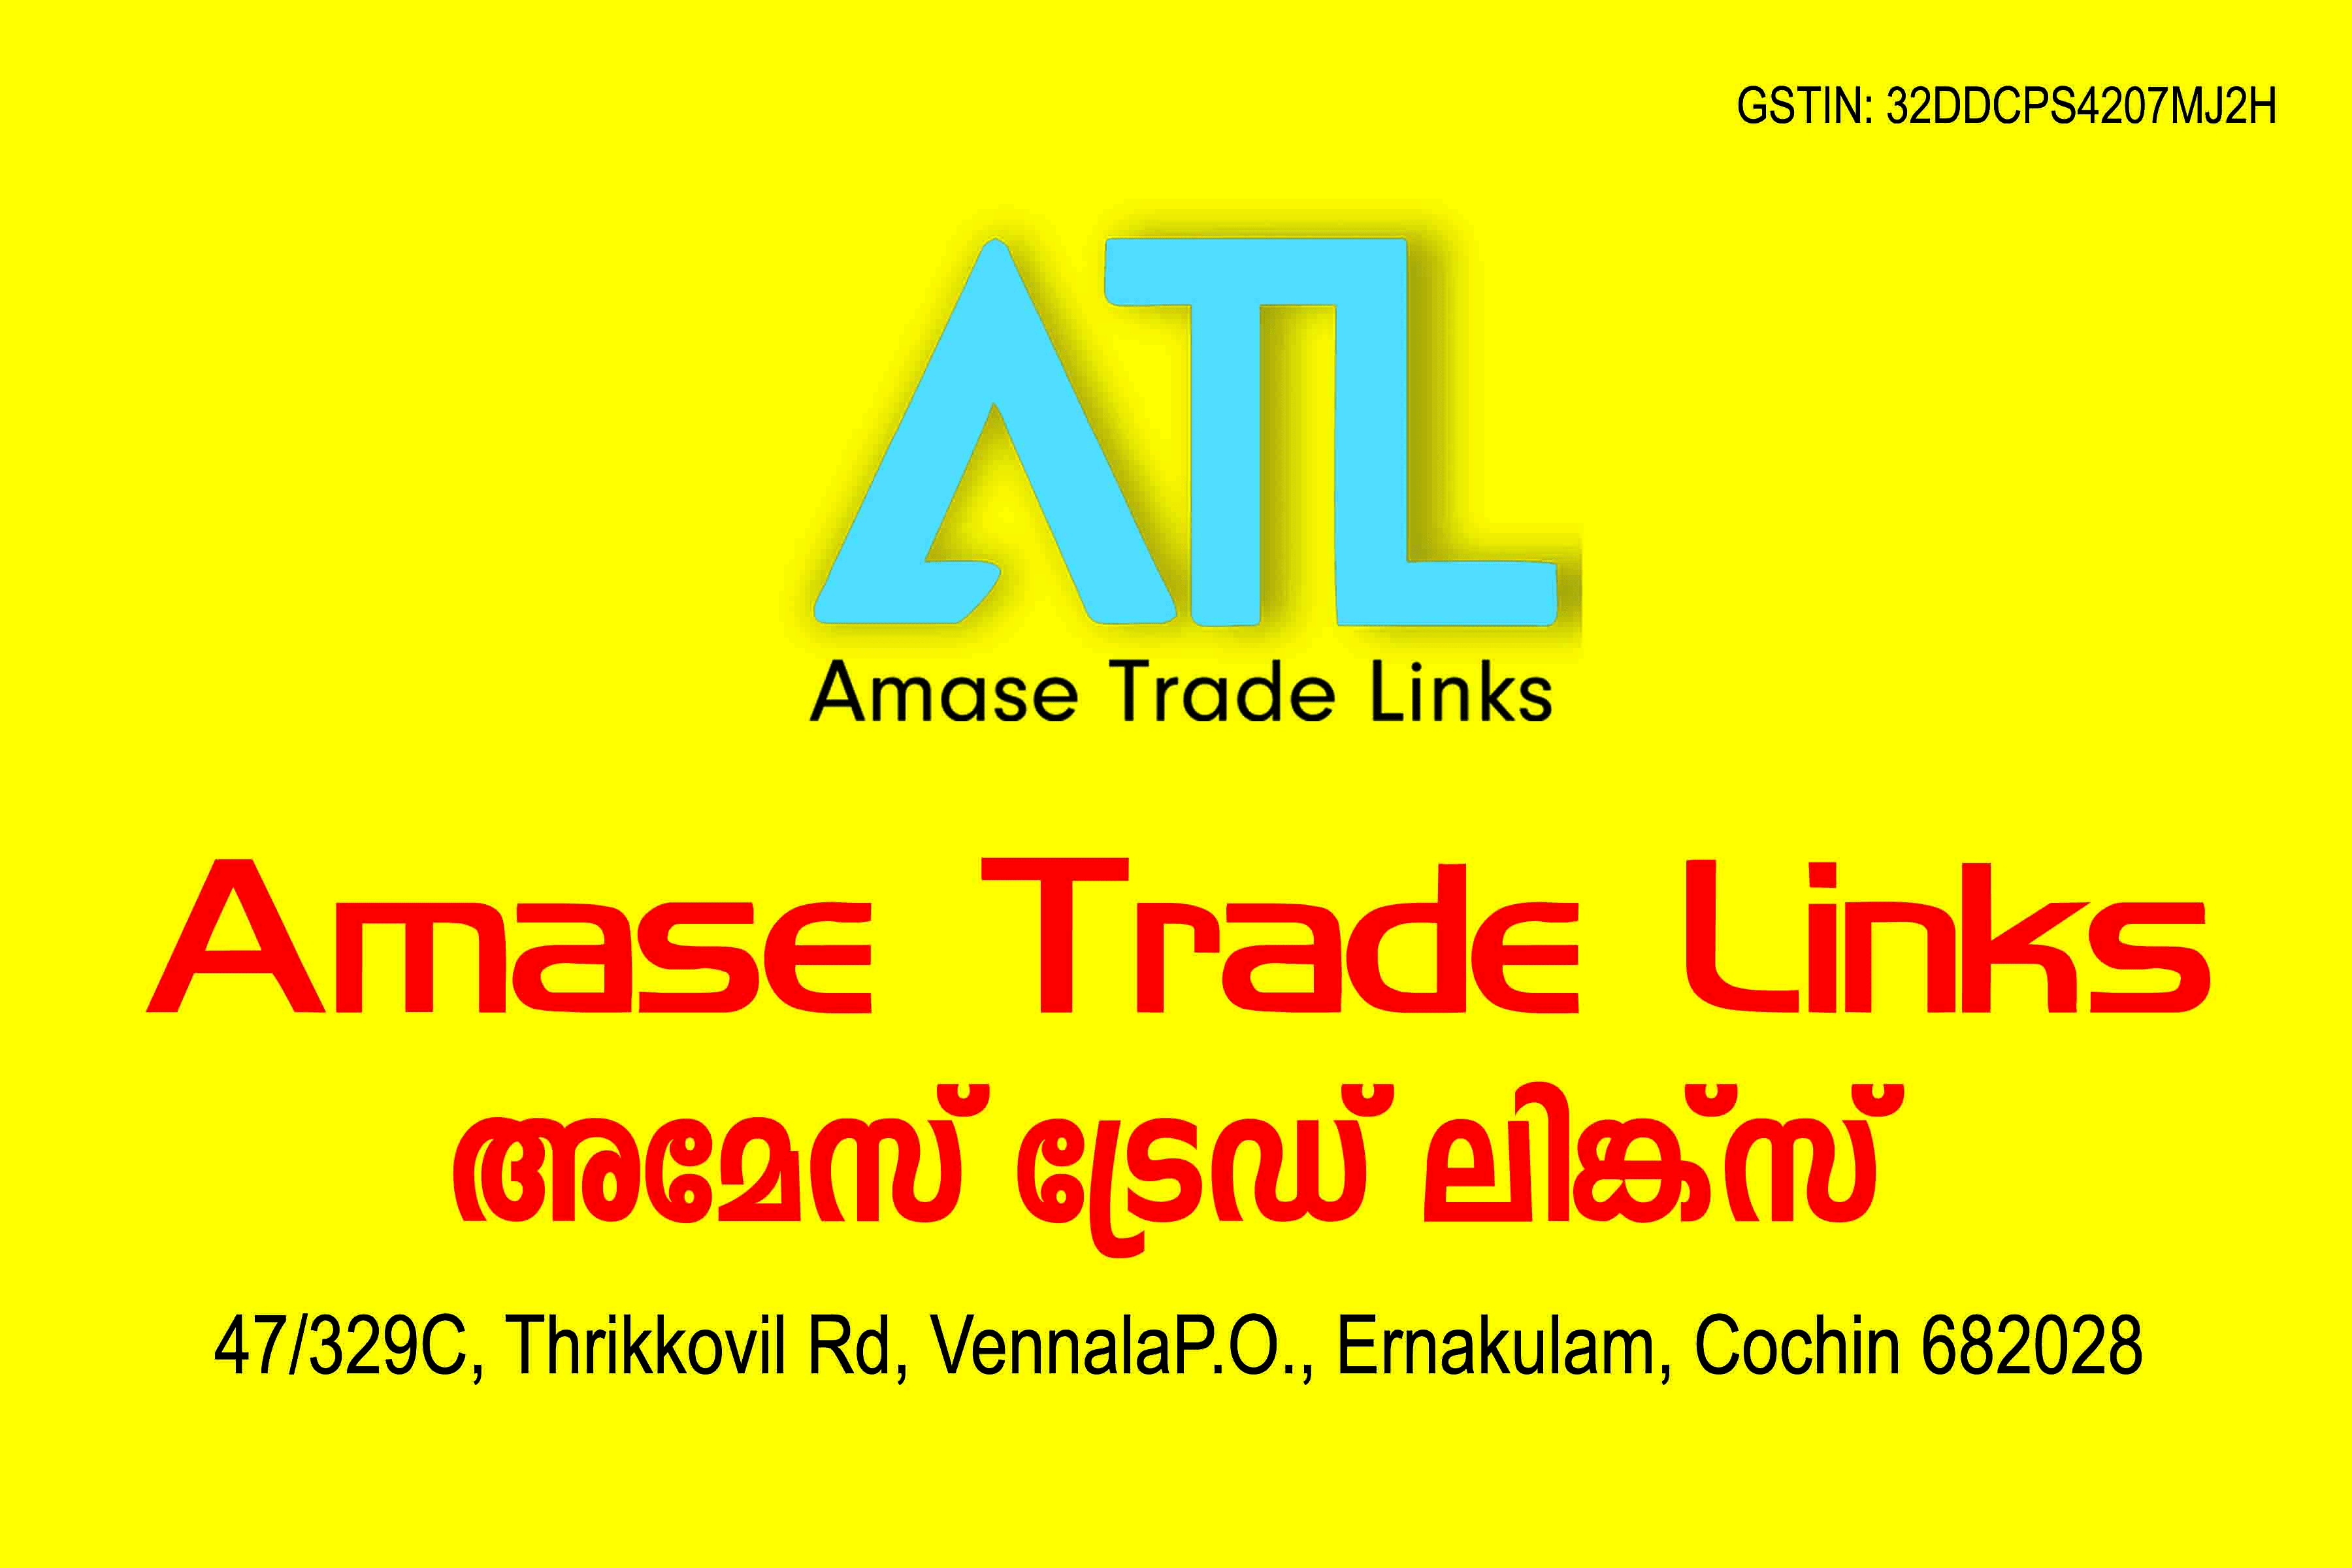 GSTIN: 32DDCPS4207MJ2H
ATL
Amase Trade Links
Amase Trade Links
അമേസ് ട്രേഡ് ലിങ്ക്സ്
47/329C, Thrikkovil Rd, VennalaP.O., Ernakulam, Cochin 682028